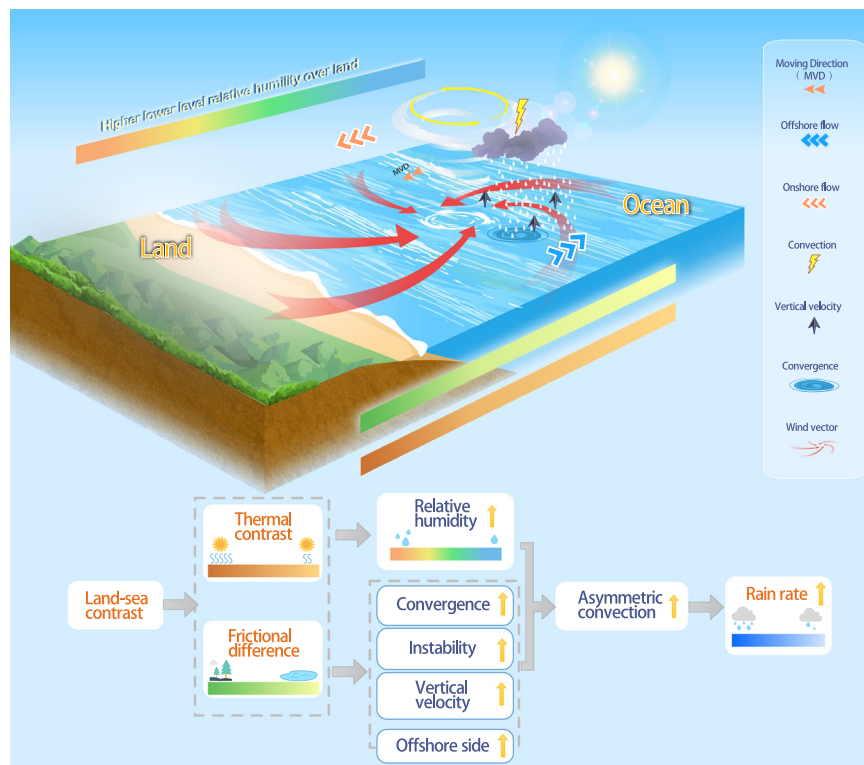 Higher lower level relative humidity over land
MVD
Land
Ocean
Moving Direction
( MVD )
Offshore flow
Onshore flow
Convection
Vertical velocity
Convergence
Wind vector
Land-sea
contrast
Thermal
contrast
SSSSS
SS
Frictional
difference
Relative
humidity
Convergence
Instability
Vertical
velocity
Offshore side
Asymmetric
convection
Rain rate